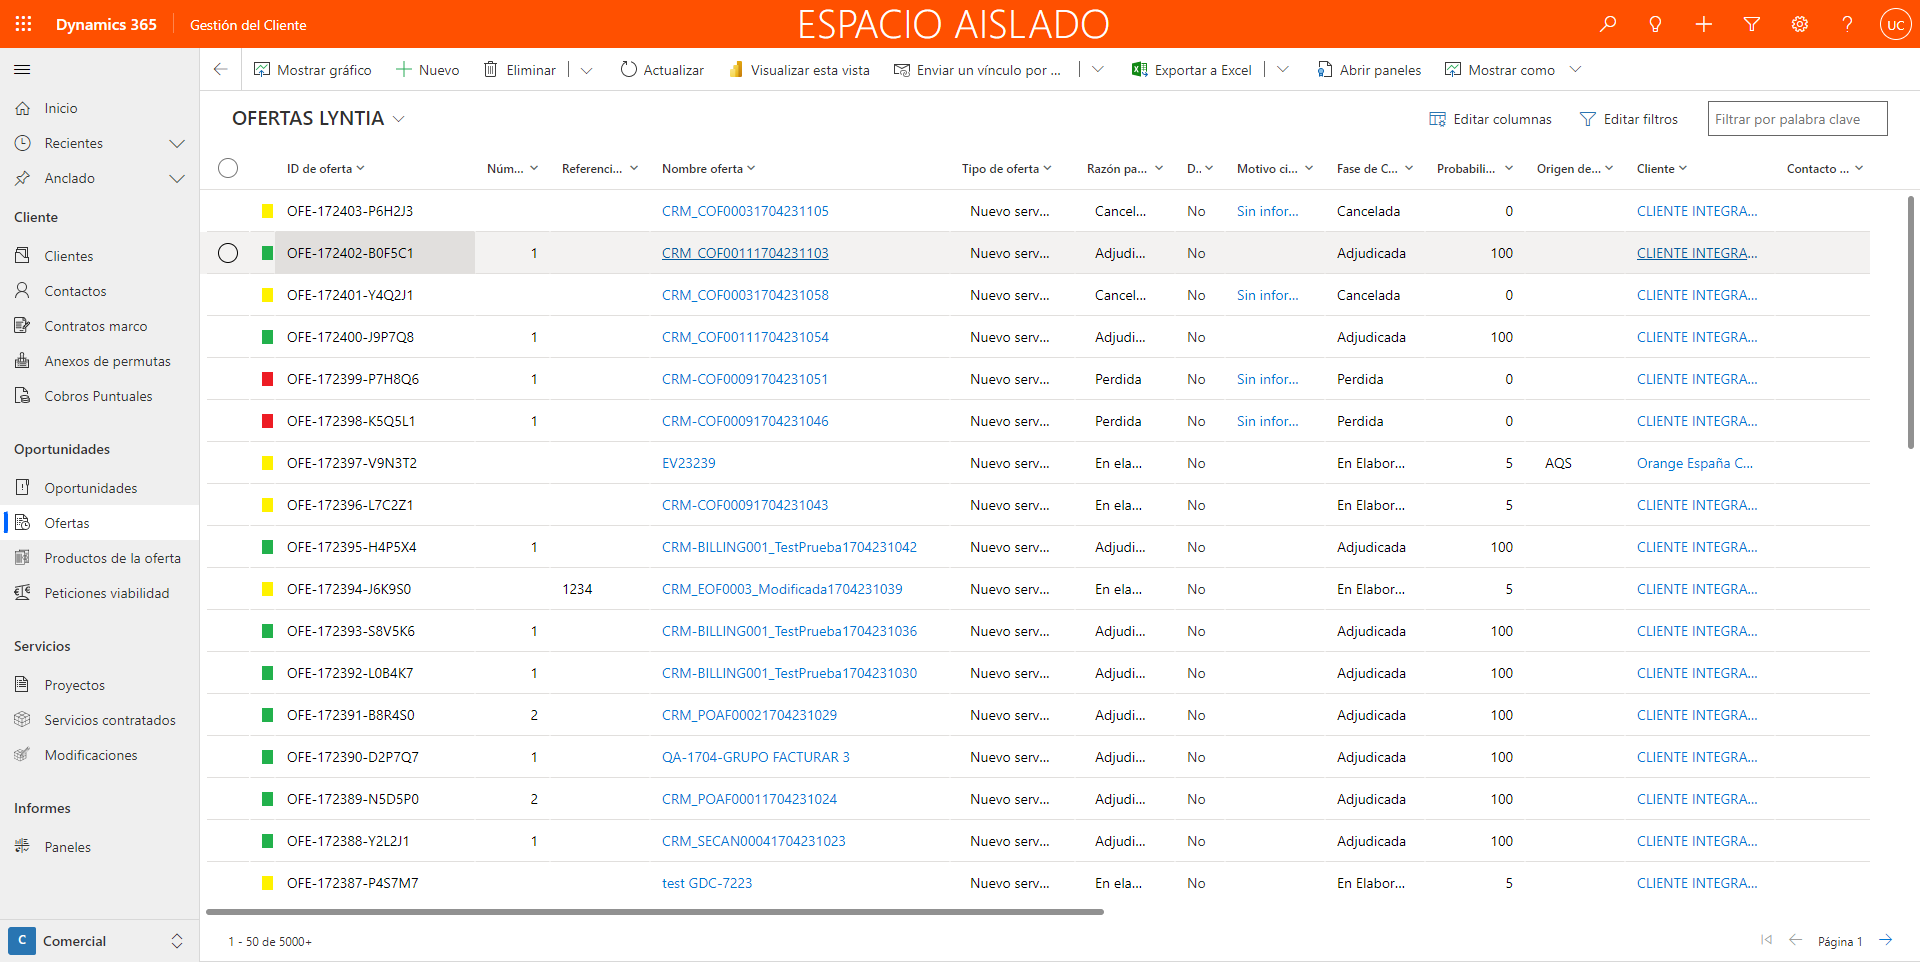 Dynamics 365 Gestión del Cliente ESPACIO AISLADO UC
Mostrar gráfico Nuevo Eliminar Actualizar Visualizar esta vista Enviar un vínculo por ... Exportar a Excel Abrir paneles Mostrar como
Inicio
Recientes
Anclado
Cliente
Clientes
Contactos
Contratos marco
Anexos de permutas
Cobros Puntuales
Oportunidades
Oportunidades
Ofertas
Productos de la oferta
Peticiones viabilidad
Servicios
Proyectos
Servicios contratados
Modificaciones
Informes
Paneles
C Comercial
OFERTAS LYNTIA Editar columnas Editar filtros Filtrar por palabra clave
ID de oferta Núm... Referenci... Nombre oferta Tipo de oferta Razón pa... D.. Motivo ci... Fase de C... Probabili... Origen de... Cliente Contacto ...
OFE-172403-P6H2J3 CRM_COF00031704231105 Nuevo serv... Cancel... No Sin infor... Cancelada 0 CLIENTE INTEGRA...
OFE-172402-B0F5C1 1 CRM_COF00111704231103 Nuevo serv... Adjudi... No Adjudicada 100 CLIENTE INTEGRA...
OFE-172401-Y4Q2J1 CRM_COF00031704231058 Nuevo serv... Cancel... No Sin infor... Cancelada 0 CLIENTE INTEGRA...
OFE-172400-J9P7Q8 1 CRM_COF00111704231054 Nuevo serv... Adjudi... No Adjudicada 100 CLIENTE INTEGRA...
OFE-172399-P7H8Q6 1 CRM-COF00091704231051 Nuevo serv... Perdida No Sin infor... Perdida 0 CLIENTE INTEGRA...
OFE-172398-K5Q5L1 1 CRM-COF00091704231046 Nuevo serv... Perdida No Sin infor... Perdida 0 CLIENTE INTEGRA...
OFE-172397-V9N3T2 EV23239 Nuevo serv... En ela... No En Elabor... 5 AQS Orange España C...
OFE-172396-L7C2Z1 CRM-COF00091704231043 Nuevo serv... En ela... No En Elabor... 5 CLIENTE INTEGRA...
OFE-172395-H4P5X4 1 CRM-BILLING001_TestPrueba1704231042 Nuevo serv... Adjudi... No Adjudicada 100 CLIENTE INTEGRA...
OFE-172394-J6K9S0 1234 CRM_EOF0003_Modificada1704231039 Nuevo serv... En ela... No En Elabor... 5 CLIENTE INTEGRA...
OFE-172393-S8V5K6 1 CRM-BILLING001_TestPrueba1704231036 Nuevo serv... Adjudi... No Adjudicada 100 CLIENTE INTEGRA...
OFE-172392-L0B4K7 1 CRM-BILLING001_TestPrueba1704231030 Nuevo serv... Adjudi... No Adjudicada 100 CLIENTE INTEGRA...
OFE-172391-B8R4S0 2 CRM_POAF00021704231029 Nuevo serv... Adjudi... No Adjudicada 100 CLIENTE INTEGRA...
OFE-172390-D2P7Q7 1 QA-1704-GRUPO FACTURAR 3 Nuevo serv... Adjudi... No Adjudicada 100 CLIENTE INTEGRA...
OFE-172389-N5D5P0 2 CRM_POAF00011704231024 Nuevo serv... Adjudi... No Adjudicada 100 CLIENTE INTEGRA...
OFE-172388-Y2L2J1 1 CRM_SECAN00041704231023 Nuevo serv... Adjudi... No Adjudicada 100 CLIENTE INTEGRA...
OFE-172387-P4S7M7 test GDC-7223 Nuevo serv... En ela... No En Elabor... 5 CLIENTE INTEGRA...
1 - 50 de 5000+ Página 1